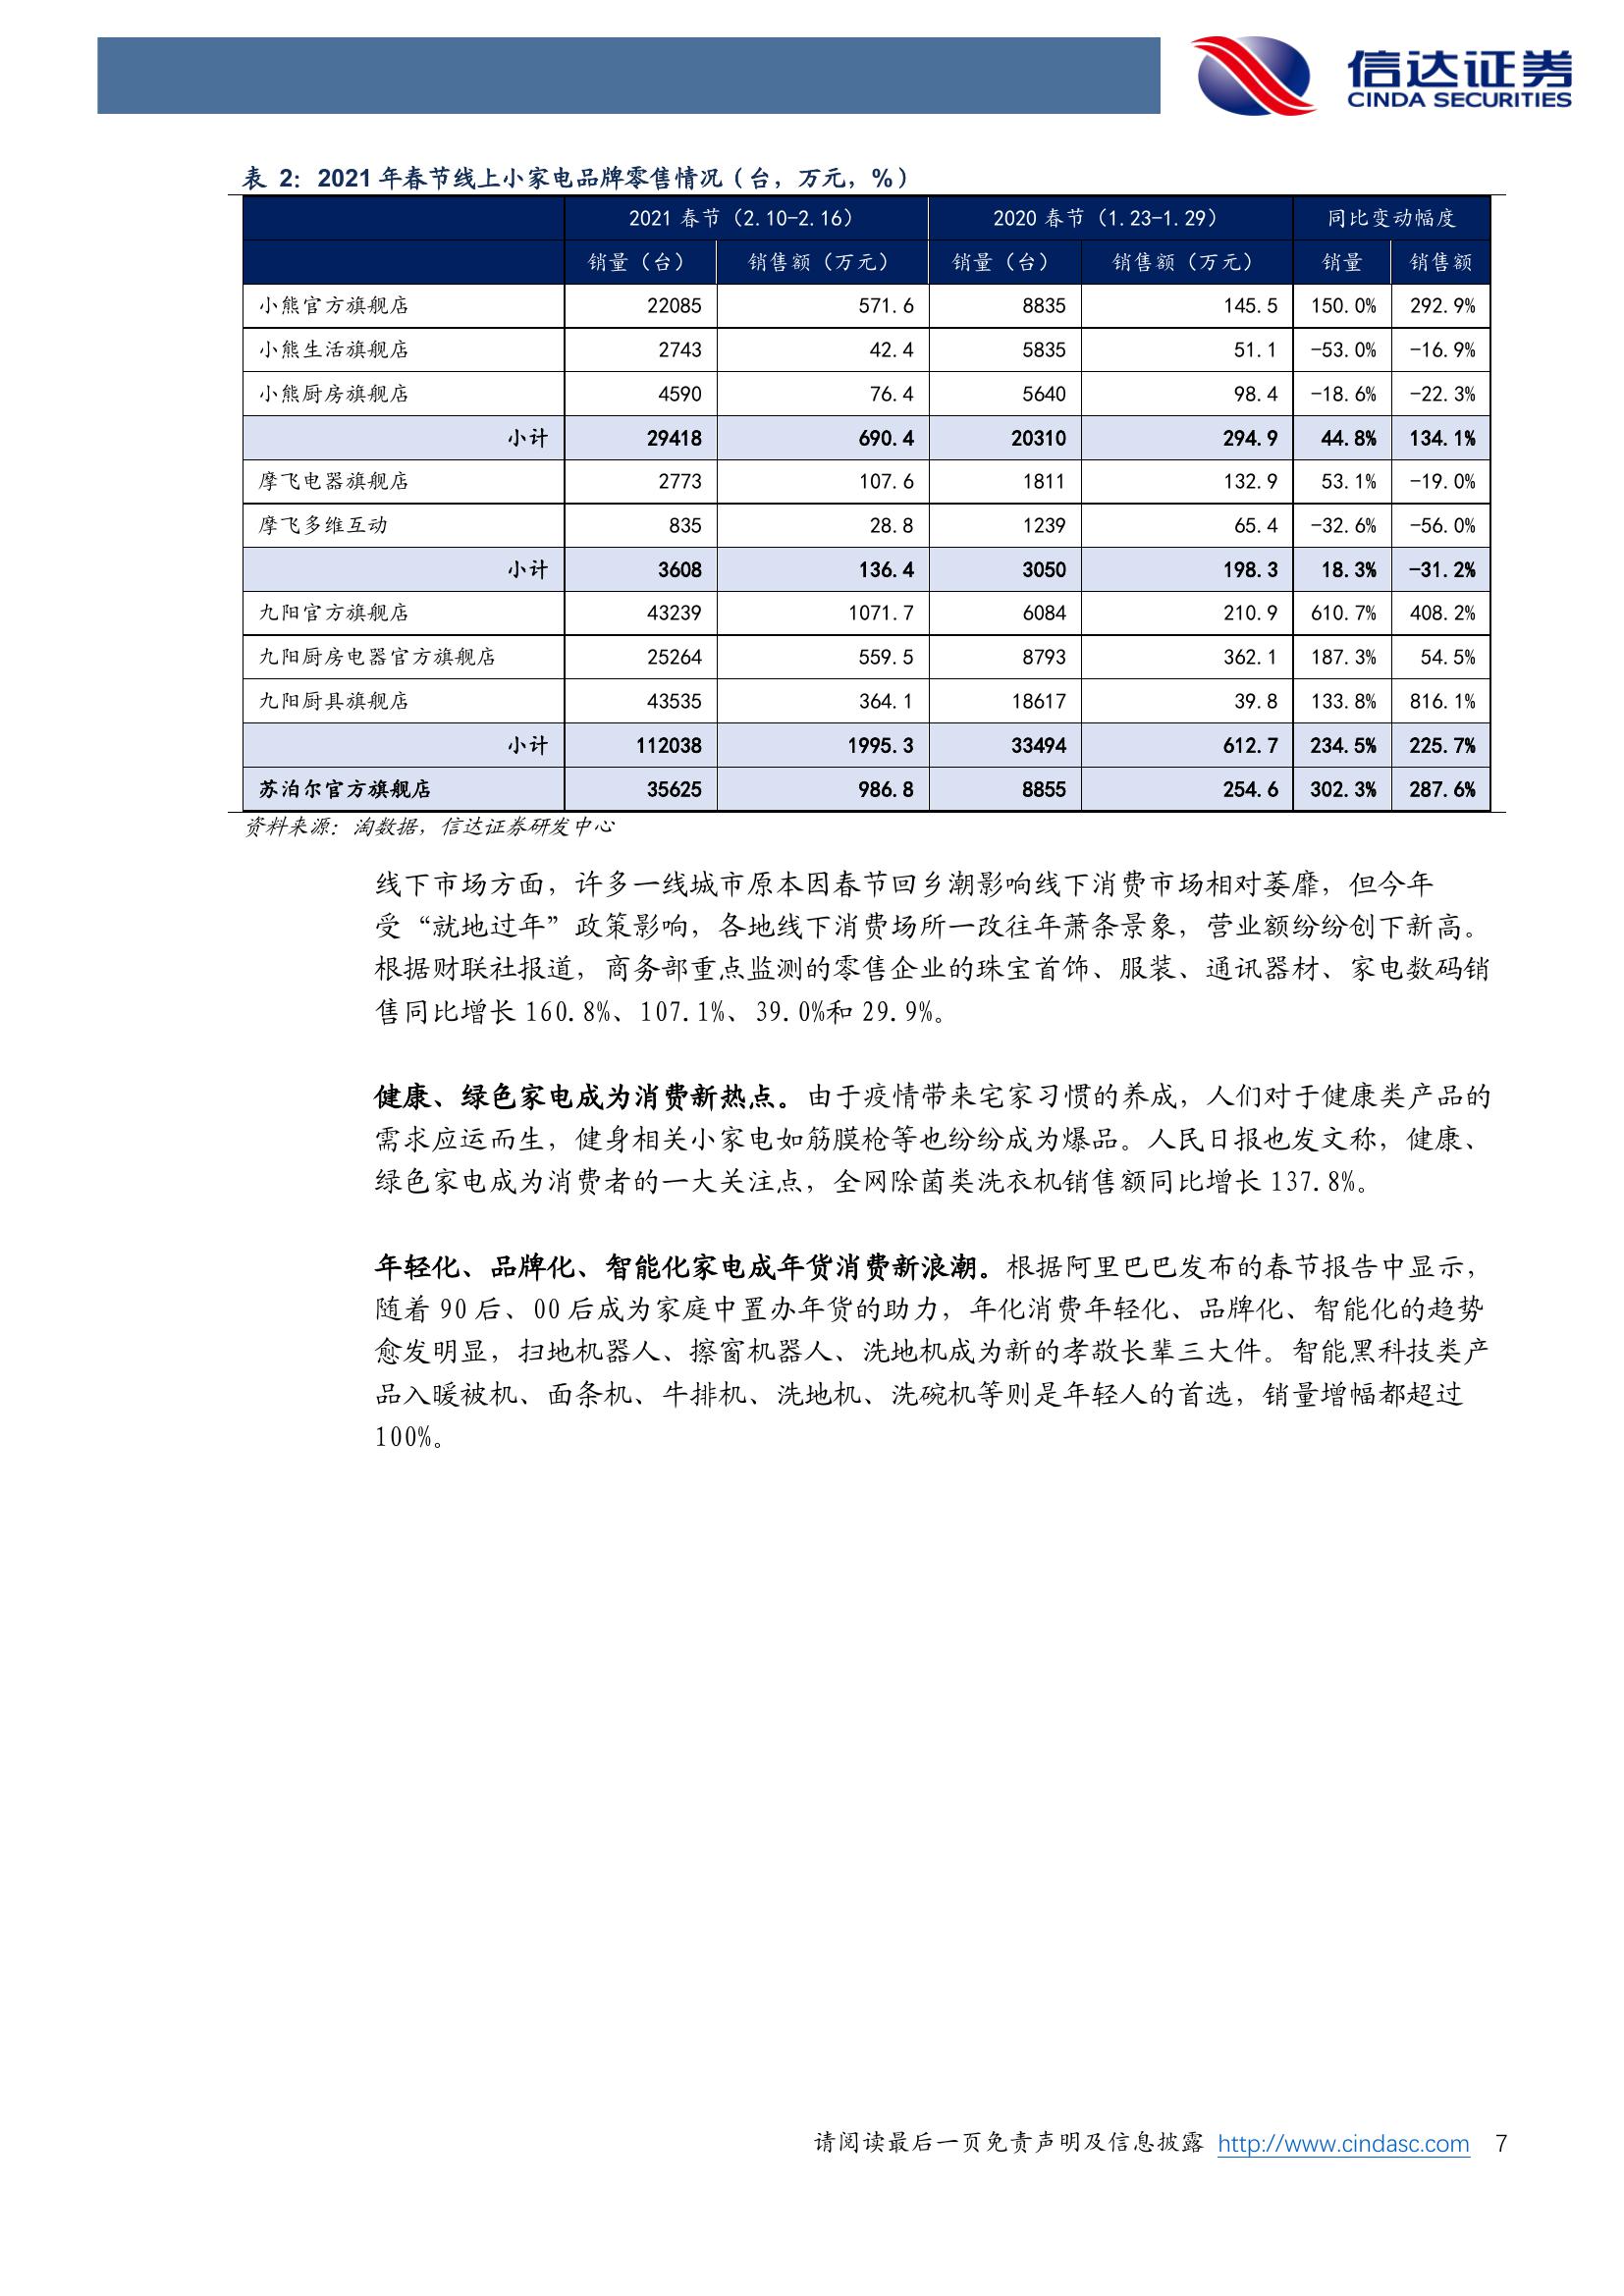 信达证券
CINDA SECURITIES
表 2：2021 年春节线上小家电品牌零售情况（台，万元，%）
2021 春节（2.10-2.16） 2020 春节（1.23-1.29） 同比变动幅度
销量（台） 销售额（万元） 销量（台） 销售额（万元） 销量 销售额
小熊官方旗舰店 22085 571.6 8835 145.5 150.0% 292.9%
小熊生活旗舰店 2743 42.4 5835 51.1 -53.0% -16.9%
小熊厨房旗舰店 4590 76.4 5640 98.4 -18.6% -22.3%
小计 29418 690.4 20310 294.9 44.8% 134.1%
摩飞电器旗舰店 2773 107.6 1811 132.9 53.1% -19.0%
摩飞多维互动 835 28.8 1239 65.4 -32.6% -56.0%
小计 3608 136.4 3050 198.3 18.3% -31.2%
九阳官方旗舰店 43239 1071.7 6084 210.9 610.7% 408.2%
九阳厨房电器官方旗舰店 25264 559.5 8793 362.1 187.3% 54.5%
九阳厨具旗舰店 43535 364.1 18617 39.8 133.8% 816.1%
小计 112038 1995.3 33494 612.7 234.5% 225.7%
苏泊尔官方旗舰店 35625 986.8 8855 254.6 302.3% 287.6%
资料来源：淘数据，信达证券研发中心
线下市场方面，许多一线城市原本因春节回乡潮影响线下消费市场相对萎靡，但今年
受“就地过年”政策影响，各地线下消费场所一改往年萧条景象，营业额纷纷创下新高。
根据财联社报道，商务部重点监测的零售企业的珠宝首饰、服装、通讯器材、家电数码销
售同比增长 160.8%、107.1%、39.0%和 29.9%。
健康、绿色家电成为消费新热点。由于疫情带来宅家习惯的养成，人们对于健康类产品的
需求应运而生，健身相关小家电如筋膜枪等也纷纷成为爆品。人民日报也发文称，健康、
绿色家电成为消费者的一大关注点，全网除菌类洗衣机销售额同比增长 137.8%。
年轻化、品牌化、智能化家电成年货消费新浪潮。根据阿里巴巴发布的春节报告中显示，
随着 90 后、00 后成为家庭中置办年货的助力，年化消费年轻化、品牌化、智能化的趋势
愈发明显，扫地机器人、擦窗机器人、洗地机成为新的孝敬长辈三大件。智能黑科技类产
品入暖被机、面条机、牛排机、洗地机、洗碗机等则是年轻人的首选，销量增幅都超过
100%。
请阅读最后一页免责声明及信息披露 http://www.cindasc.com 7